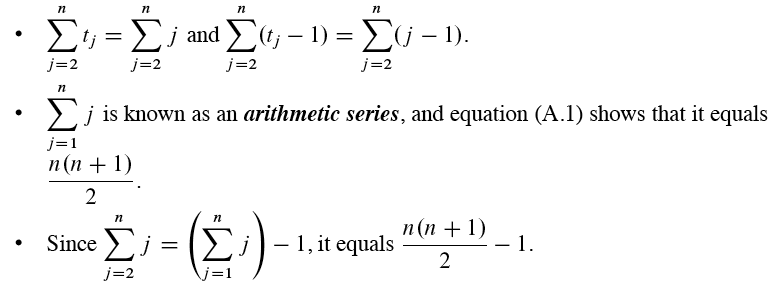 • $\sum_{j=2}^{n} t_j = \sum_{j=2}^{n} j$ and $\sum_{j=2}^{n} (t_j - 1) = \sum_{j=2}^{n} (j - 1)$.
• $\sum_{j=1}^{n} j$ is known as an arithmetic series, and equation (A.1) shows that it equals
$\frac{n(n+1)}{2}$.
• Since $\sum_{j=2}^{n} j = \left(\sum_{j=1}^{n} j\right) - 1$, it equals $\frac{n(n+1)}{2} - 1$.